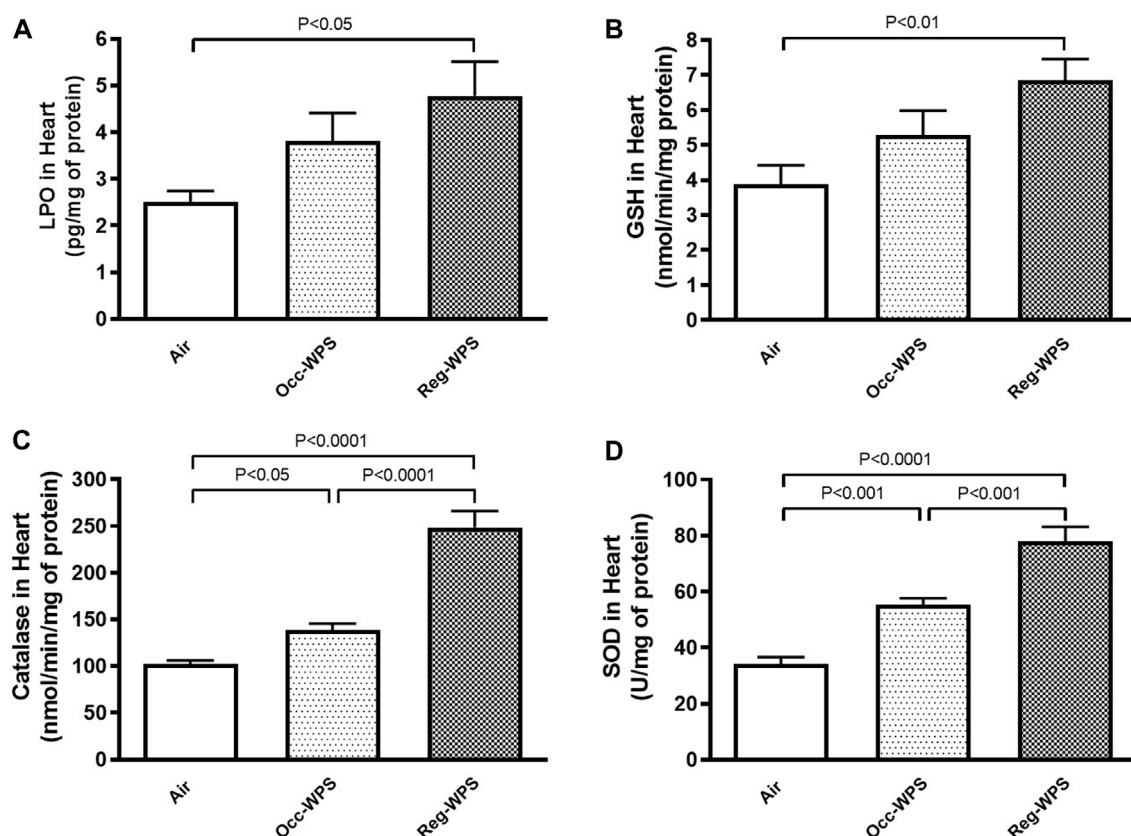 A
P<0.05
LPO in Heart
(pg/mg of protein)
6
5
4
3
2
1
0
Air
Occ-WPS
Reg-WPS
B
P<0.01
GSH in Heart
(nmol/min/mg protein)
8
7
6
5
4
3
2
1
0
Air
Occ-WPS
Reg-WPS
C
P<0.0001
P<0.05 P<0.0001
Catalase in Heart
(nmol/min/mg of protein)
300
250
200
150
100
50
0
Air
Occ-WPS
Reg-WPS
D
P<0.0001
P<0.001 P<0.001
SOD in Heart
(U/mg of protein)
100
80
60
40
20
0
Air
Occ-WPS
Reg-WPS